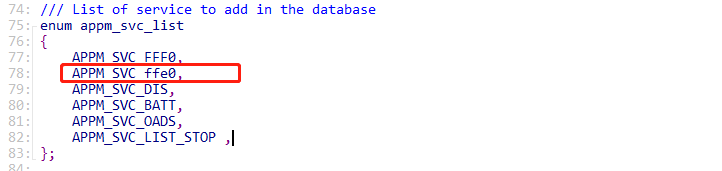 74: /// List of service to add in the database
75: enum appm_svc_list
76: {
77: APPM_SVC_FFF0,
78: APPM_SVC_ffe0,
79: APPM_SVC_DIS,
80: APPM_SVC_BATT,
81: APPM_SVC_OADS,
82: APPM_SVC_LIST_STOP ,
83: };
84: